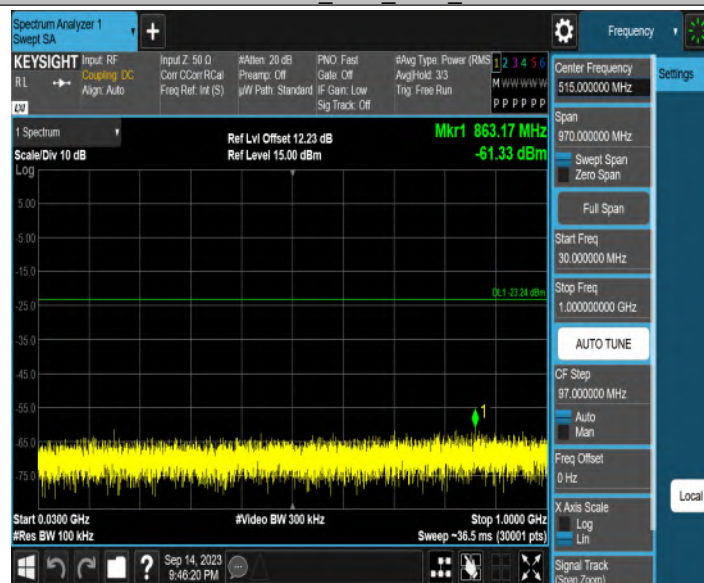 Spectrum Analyzer 1
Swept SA
Frequency
KEYSIGHT
RL
LXI
Input: RF
Coupling: DC
Align: Auto
Input Z: 50 Ω
Corr CCorr RCal
Freq Ref: Int (S)
#Atten: 20 dB
Preamp: Off
µW Path: Standard
PNO: Fast
Gate: Off
IF Gain: Low
Sig Track: Off
#Avg Type: Power (RMS
Avg|Hold: 3/3
Trig: Free Run
1 2 3 4 5 6
M W W W W W
P P P P P P
1 Spectrum
Scale/Div 10 dB
Ref Lvl Offset 12.23 dB
Ref Level 15.00 dBm
Mkr1 863.17 MHz
-61.33 dBm
Log
5.00
-5.00
-15.0
-25.0
-35.0
-45.0
-55.0
-65.0
-75.0
DL1 -23.24 dBm
1
Start 0.0300 GHz
#Res BW 100 kHz
#Video BW 300 kHz
Stop 1.0000 GHz
Sweep ~36.5 ms (30001 pts)
Sep 14, 2023
9:46:20 PM
?
Center Frequency
515.000000 MHz
Span
970.000000 MHz
Swept Span
Zero Span
Full Span
Start Freq
30.000000 MHz
Stop Freq
1.000000000 GHz
AUTO TUNE
CF Step
97.000000 MHz
Auto
Man
Freq Offset
0 Hz
X Axis Scale
Log
Lin
Signal Track
(Span Zoom)
Settings
Local